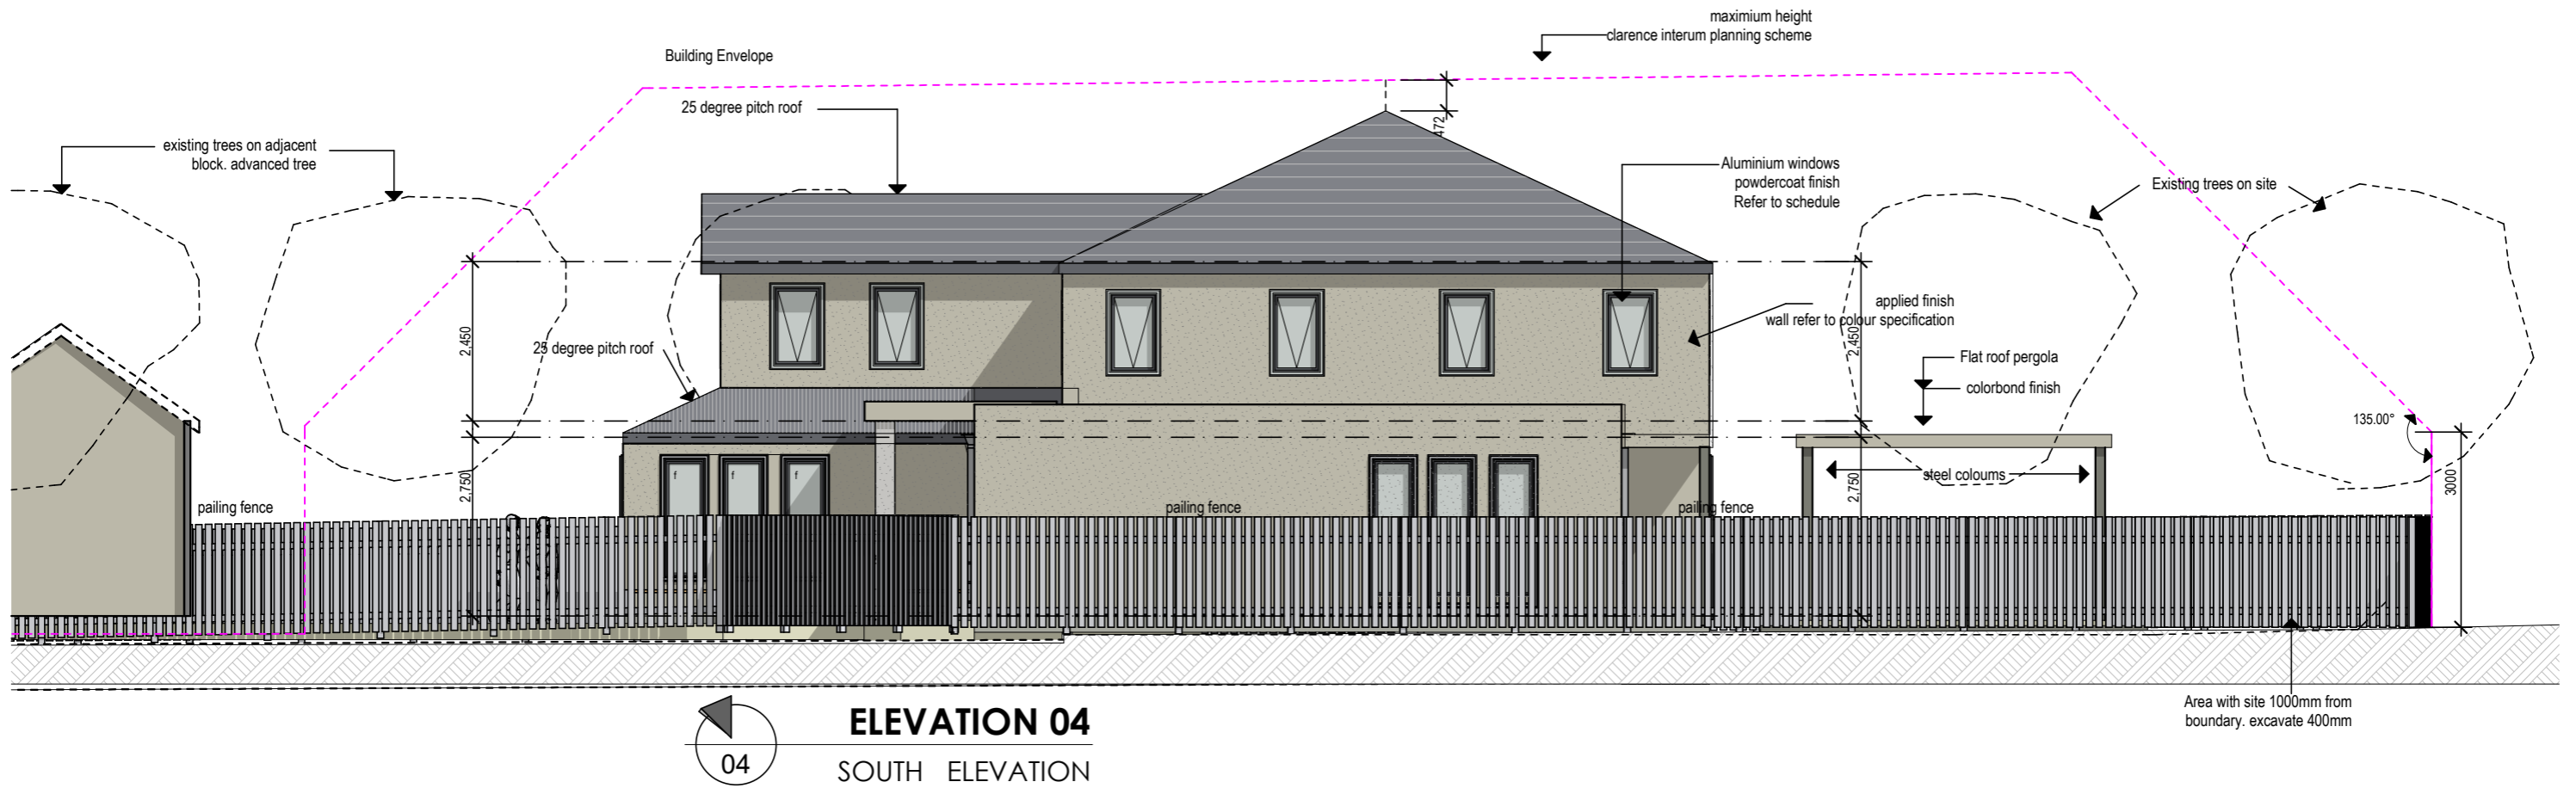 maximium height
clarence interum planning scheme
Building Envelope
25 degree pitch roof
existing trees on adjacent
block. advanced tree
472
Aluminium windows
powdercoat finish
Refer to schedule
Existing trees on site
applied finish
wall refer to colour specification
2,450
2,450
25 degree pitch roof
Flat roof pergola
colorbond finish
135.00°
2,750
f
f
f
steel coloums
2,750
3000
pailing fence
pailing fence
pailing fence
Area with site 1000mm from
boundary. excavate 400mm
ELEVATION 04
04
SOUTH ELEVATION